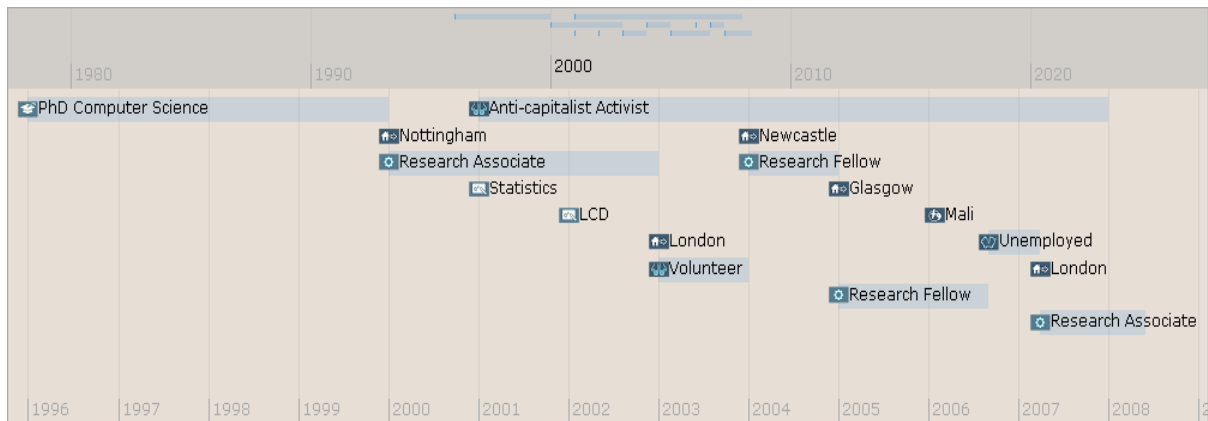 1980 1990 2000 2010 2020
PhD Computer Science Anti-capitalist Activist
Nottingham Newcastle
Research Associate Research Fellow
Statistics Glasgow
LCD Mali
London Unemployed
Volunteer London
Research Fellow
Research Associate
1996 1997 1998 1999 2000 2001 2002 2003 2004 2005 2006 2007 2008 2